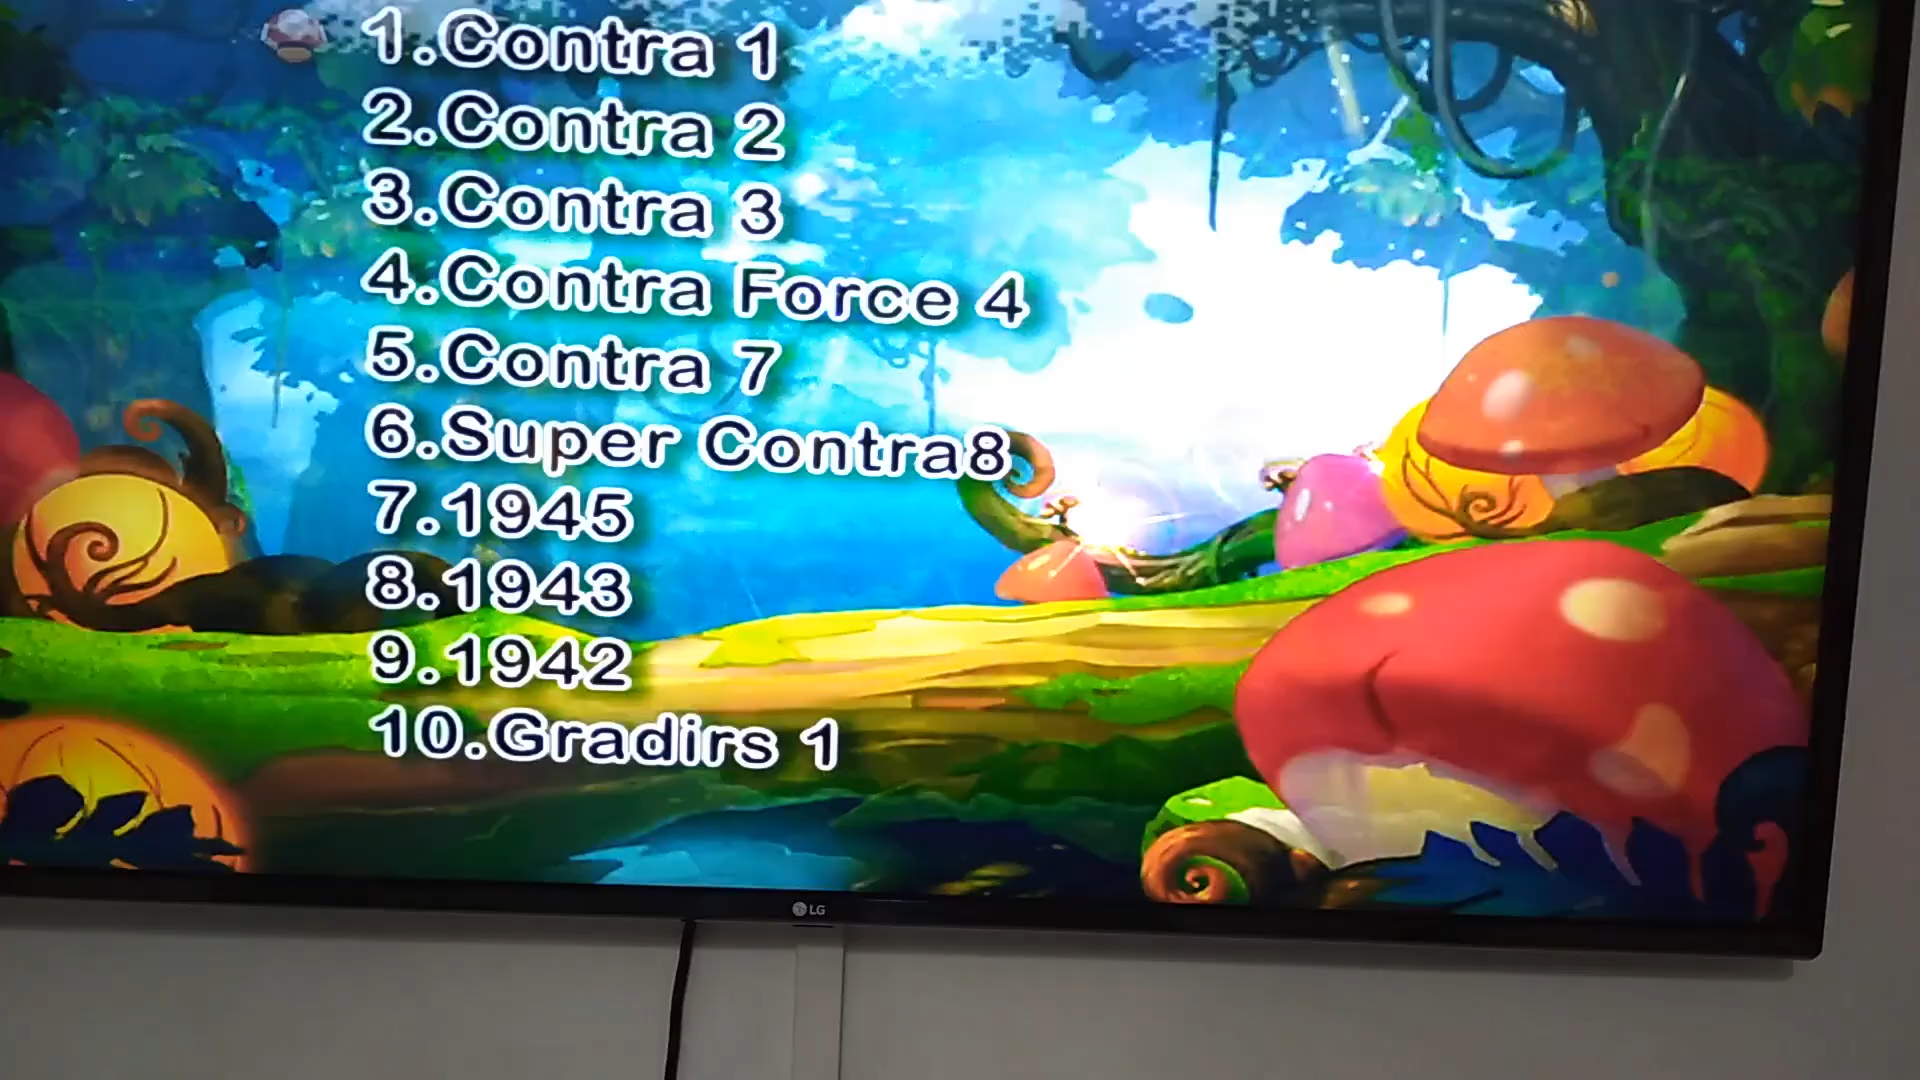 1.Contra 1
2.Contra 2
3.Contra 3
4.Contra Force 4
5.Contra 7
6.Super Contra8
7.1945
8.1943
9.1942
10.Gradirs 1
LG